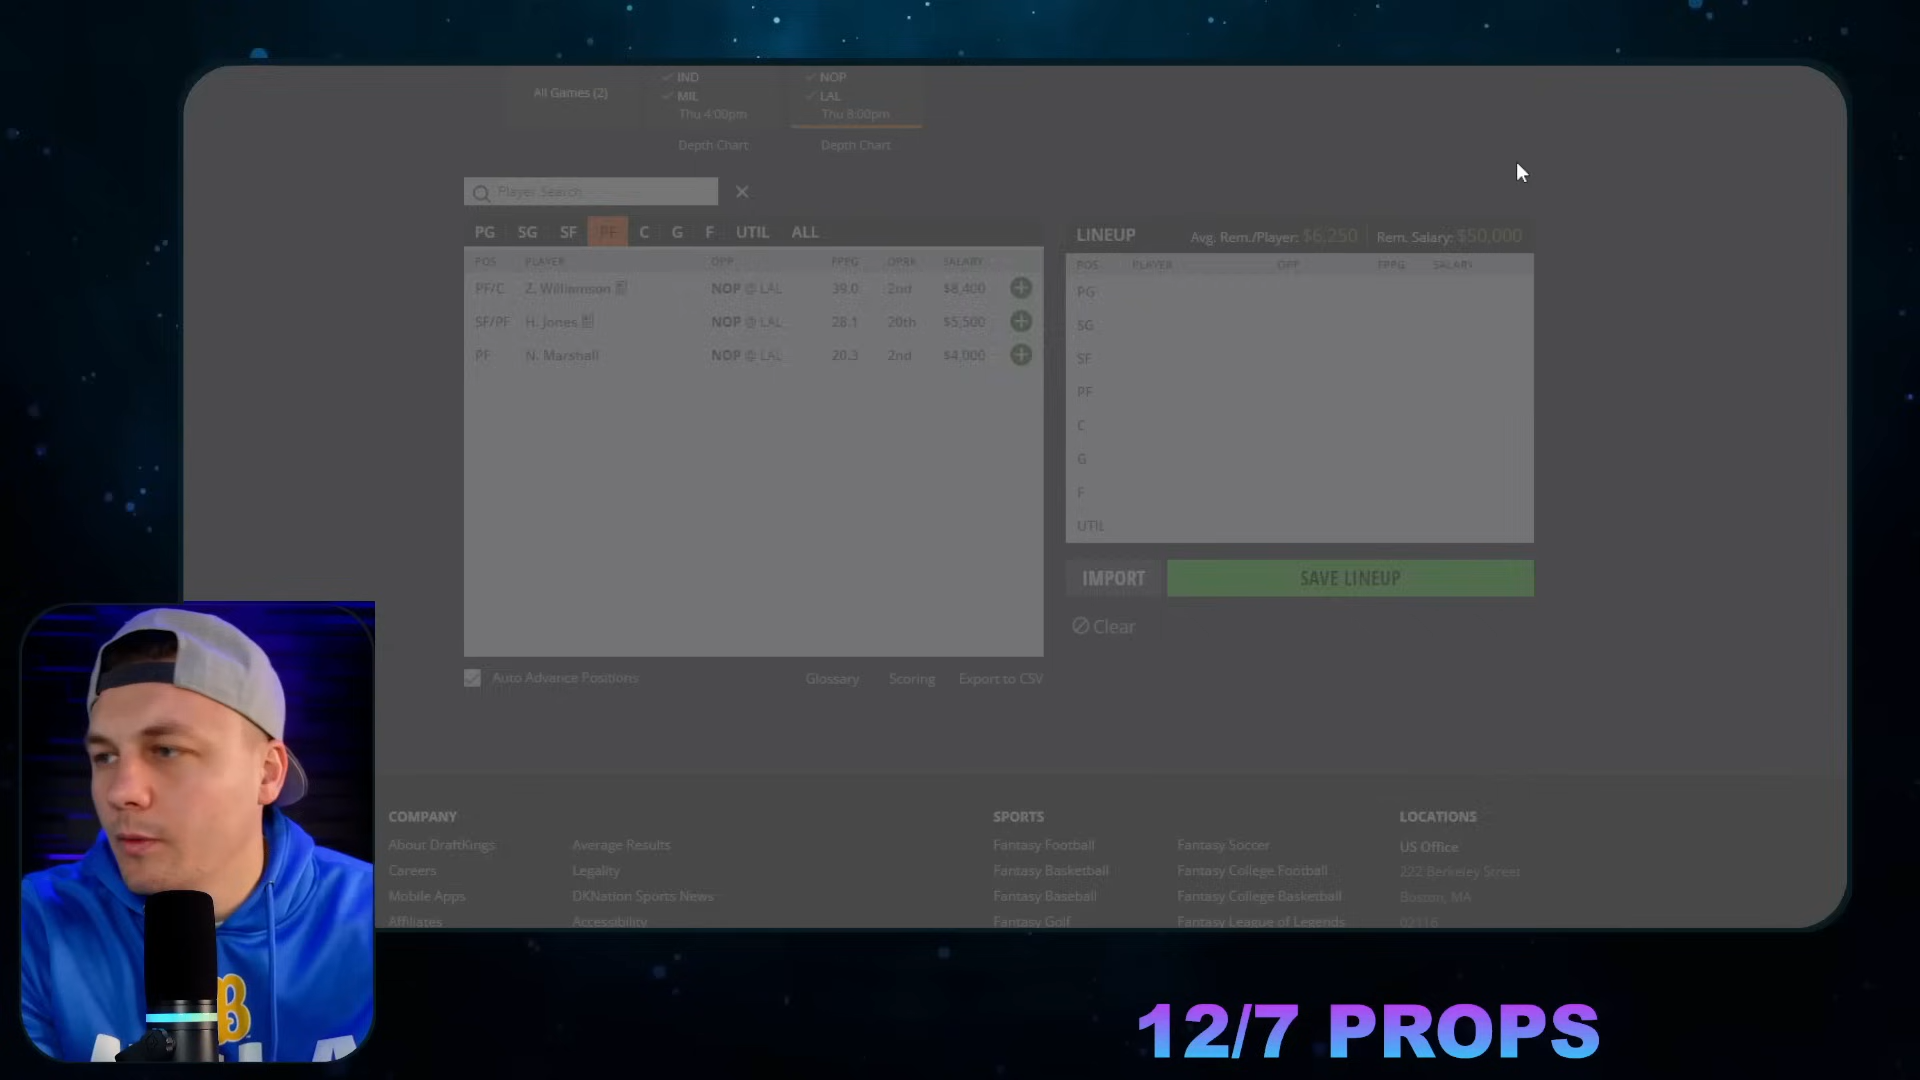 All Games (2)
IND
MIL
Thu 4:00pm
Depth Chart
NOP
LAL
Thu 8:00pm
Depth Chart
Player Search
PG SG SF PF C G F UTIL ALL
POS PLAYER OPP FPPG OPRK SALARY
PF/C Z. Williamson NOP @ LAL 39.0 2nd $8,400
SF/PF H. Jones NOP @ LAL 28.1 20th $5,500
PF N. Marshall NOP @ LAL 20.3 2nd $4,000
Auto Advance Positions Glossary Scoring Export to CSV
LINEUP Avg. Rem./Player: $6,250 Rem. Salary: $50,000
POS PLAYER OPP FPPG SALARY
PG
SG
SF
PF
C
G
F
UTIL
IMPORT SAVE LINEUP
Clear
COMPANY
About DraftKings
Careers
Mobile Apps
Affiliates
Average Results
Legality
DKNation Sports News
Accessibility
SPORTS
Fantasy Football
Fantasy Basketball
Fantasy Baseball
Fantasy Golf
Fantasy Soccer
Fantasy College Football
Fantasy College Basketball
Fantasy League of Legends
LOCATIONS
US Office
222 Berkeley Street
Boston, MA
02116
12/7 PROPS